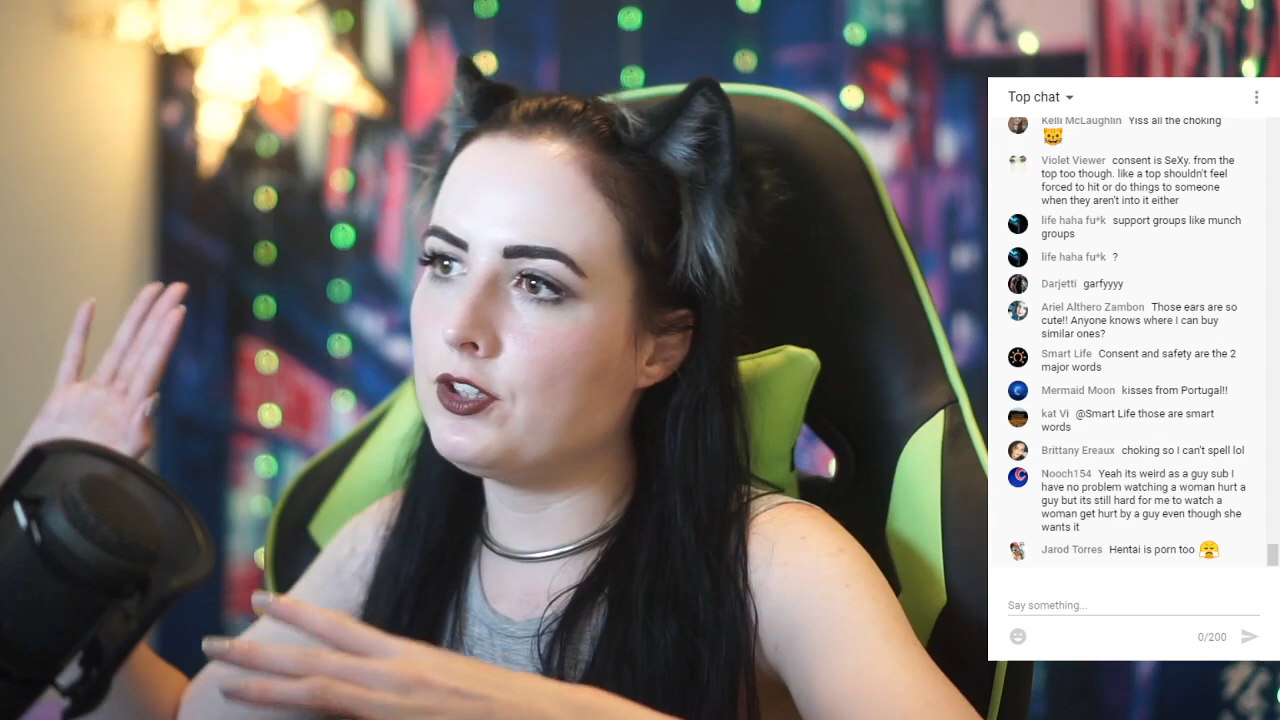 Top chat
Kelli McLaughlin Yiss all the choking
Violet Viewer consent is SeXy. from the
top too though. like a top shouldn't feel
forced to hit or do things to someone
when they aren't into it either
life haha fu*k support groups like munch
groups
life haha fu*k ?
Darjetti garfyyyy
Ariel Althero Zambon Those ears are so
cute!! Anyone knows where I can buy
similar ones?
Smart Life Consent and safety are the 2
major words
Mermaid Moon kisses from Portugal!!
kat Vi @Smart Life those are smart
words
Brittany Ereaux choking so I can't spell lol
Nooch154 Yeah its weird as a guy sub I
have no problem watching a woman hurt a
guy but its still hard for me to watch a
woman get hurt by a guy even though she
wants it
Jarod Torres Hentai is porn too 😤
Say something...
0/200